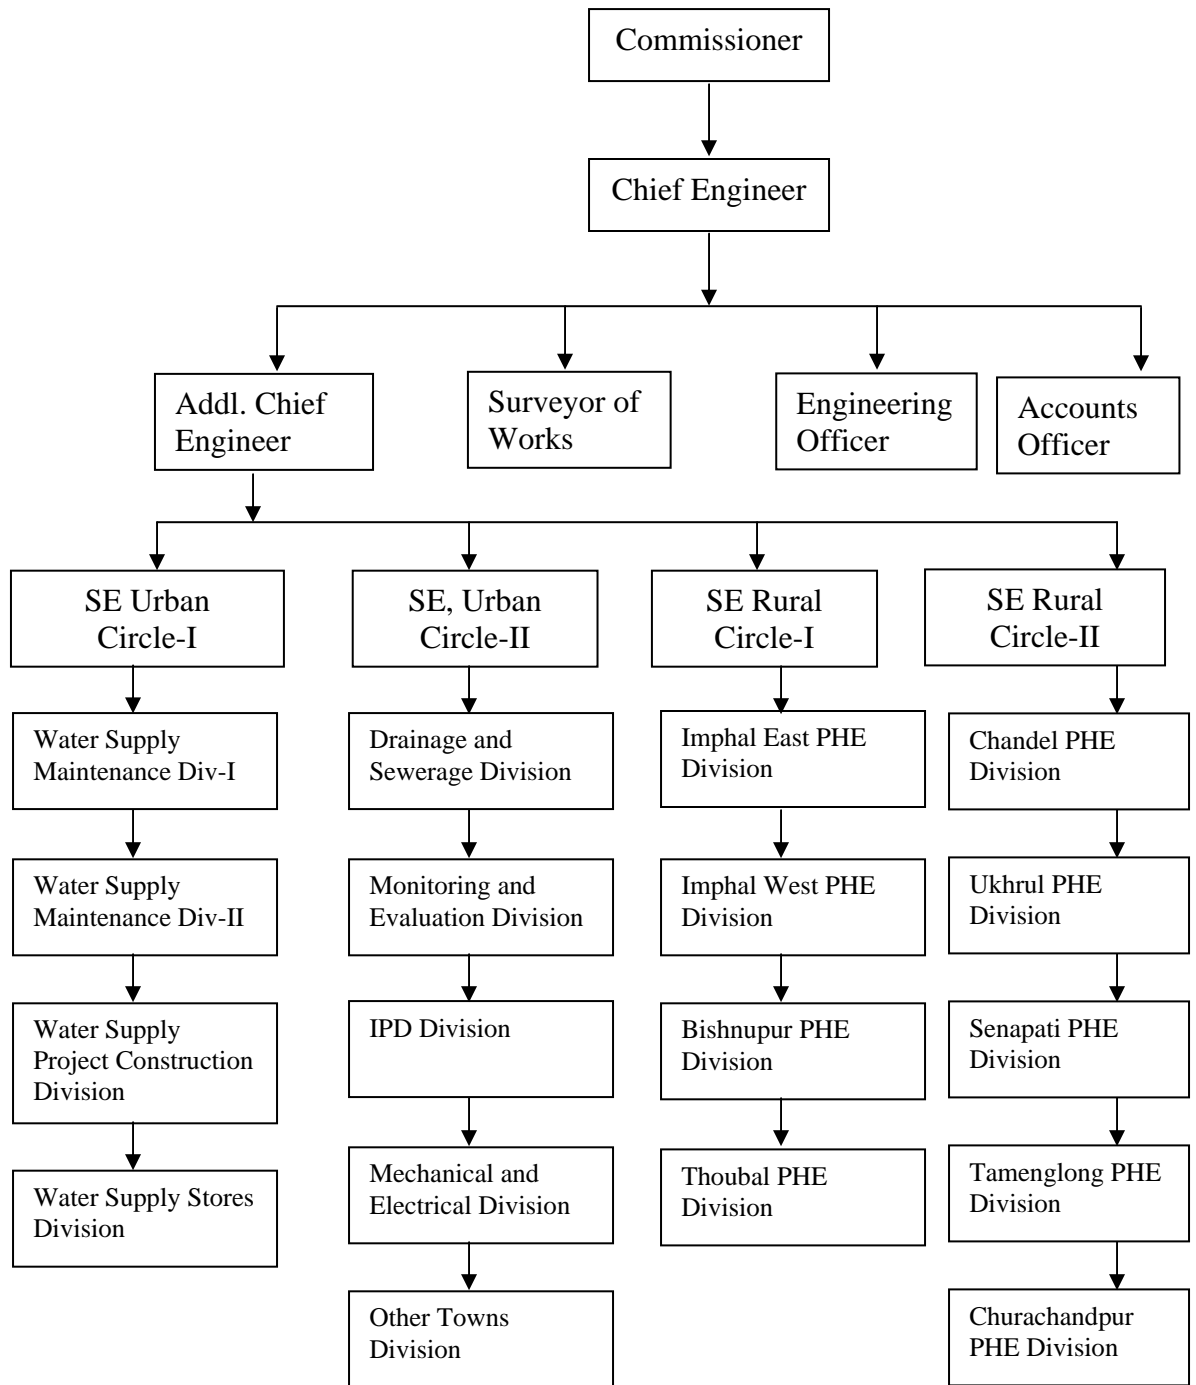 Commissioner
Chief Engineer
Addl. Chief
Engineer
Surveyor of
Works
Engineering
Officer
Accounts
Officer
SE Urban
Circle-I
SE, Urban
Circle-II
SE Rural
Circle-I
SE Rural
Circle-II
Water Supply
Maintenance Div-I
Drainage and
Sewerage Division
Imphal East PHE
Division
Chandel PHE
Division
Water Supply
Maintenance Div-II
Monitoring and
Evaluation Division
Imphal West PHE
Division
Ukhrul PHE
Division
Water Supply
Project Construction
Division
IPD Division
Bishnupur PHE
Division
Senapati PHE
Division
Water Supply Stores
Division
Mechanical and
Electrical Division
Thoubal PHE
Division
Tamenglong PHE
Division
Other Towns
Division
Churachandpur
PHE Division